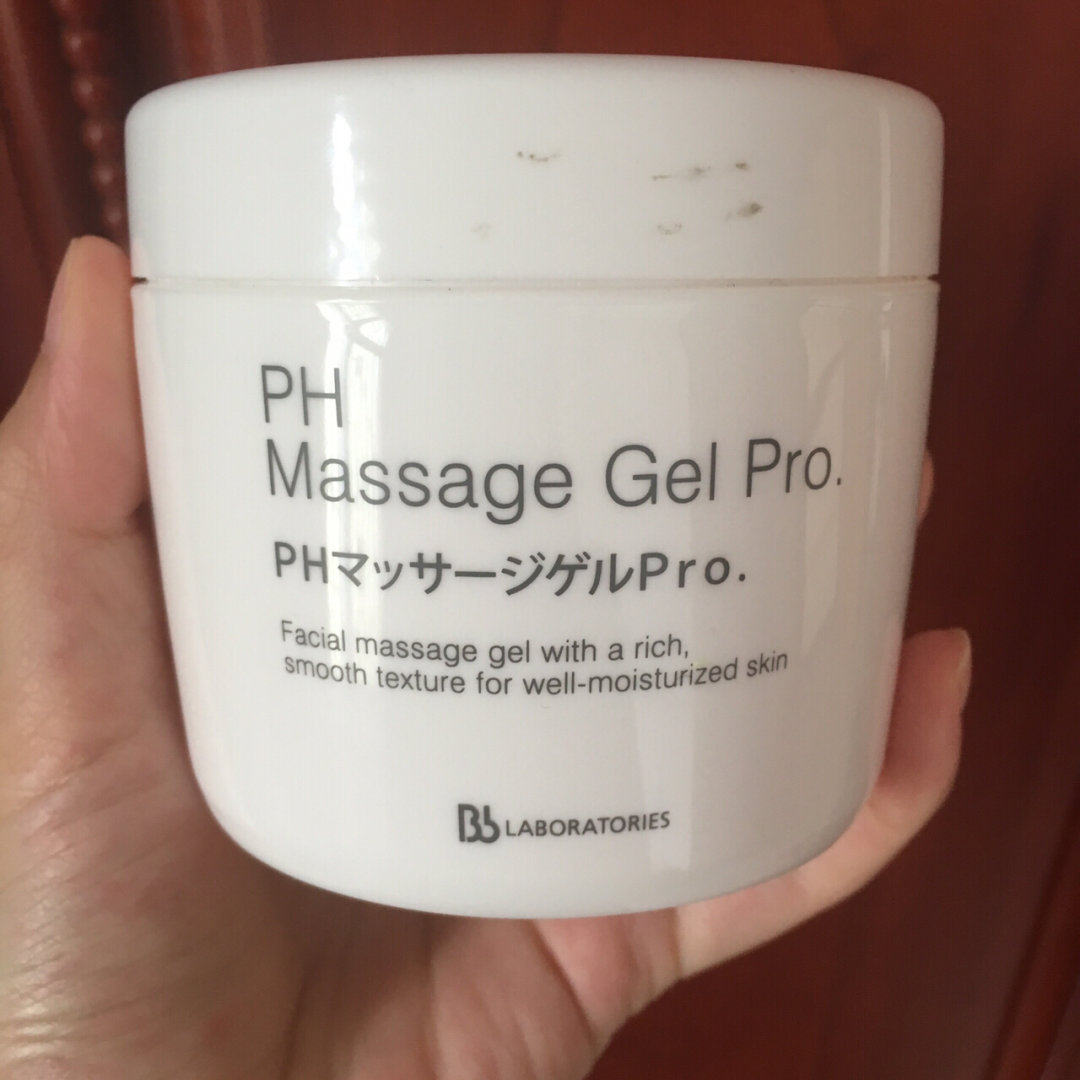 PH
Massage Gel Pro.
PHマッサージゲルPro.
Facial massage gel with a rich,
smooth texture for well-moisturized skin
Bb LABORATORIES